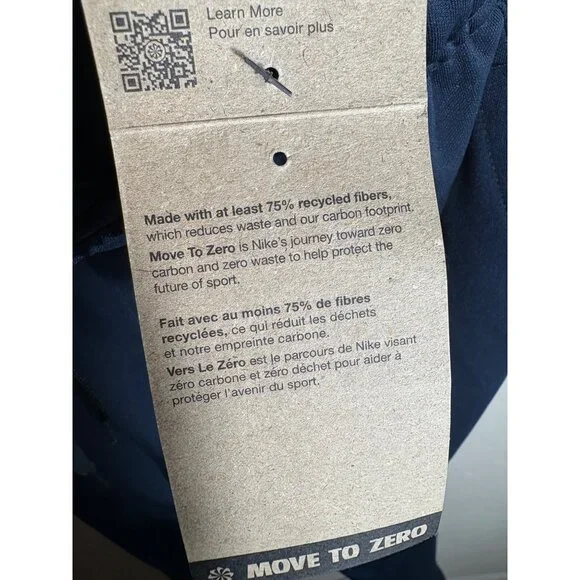 Learn More
Pour en savoir plus
Made with at least 75% recycled fibers,
which reduces waste and our carbon footprint.
Move To Zero is Nike's journey toward zero
carbon and zero waste to help protect the
future of sport.
Fait avec au moins 75% de fibres
recyclées, ce qui réduit les déchets
et notre empreinte carbone.
Vers Le Zéro est le parcours de Nike visant
zéro carbone et zéro déchet pour aider à
protéger l'avenir du sport.
MOVE TO ZERO